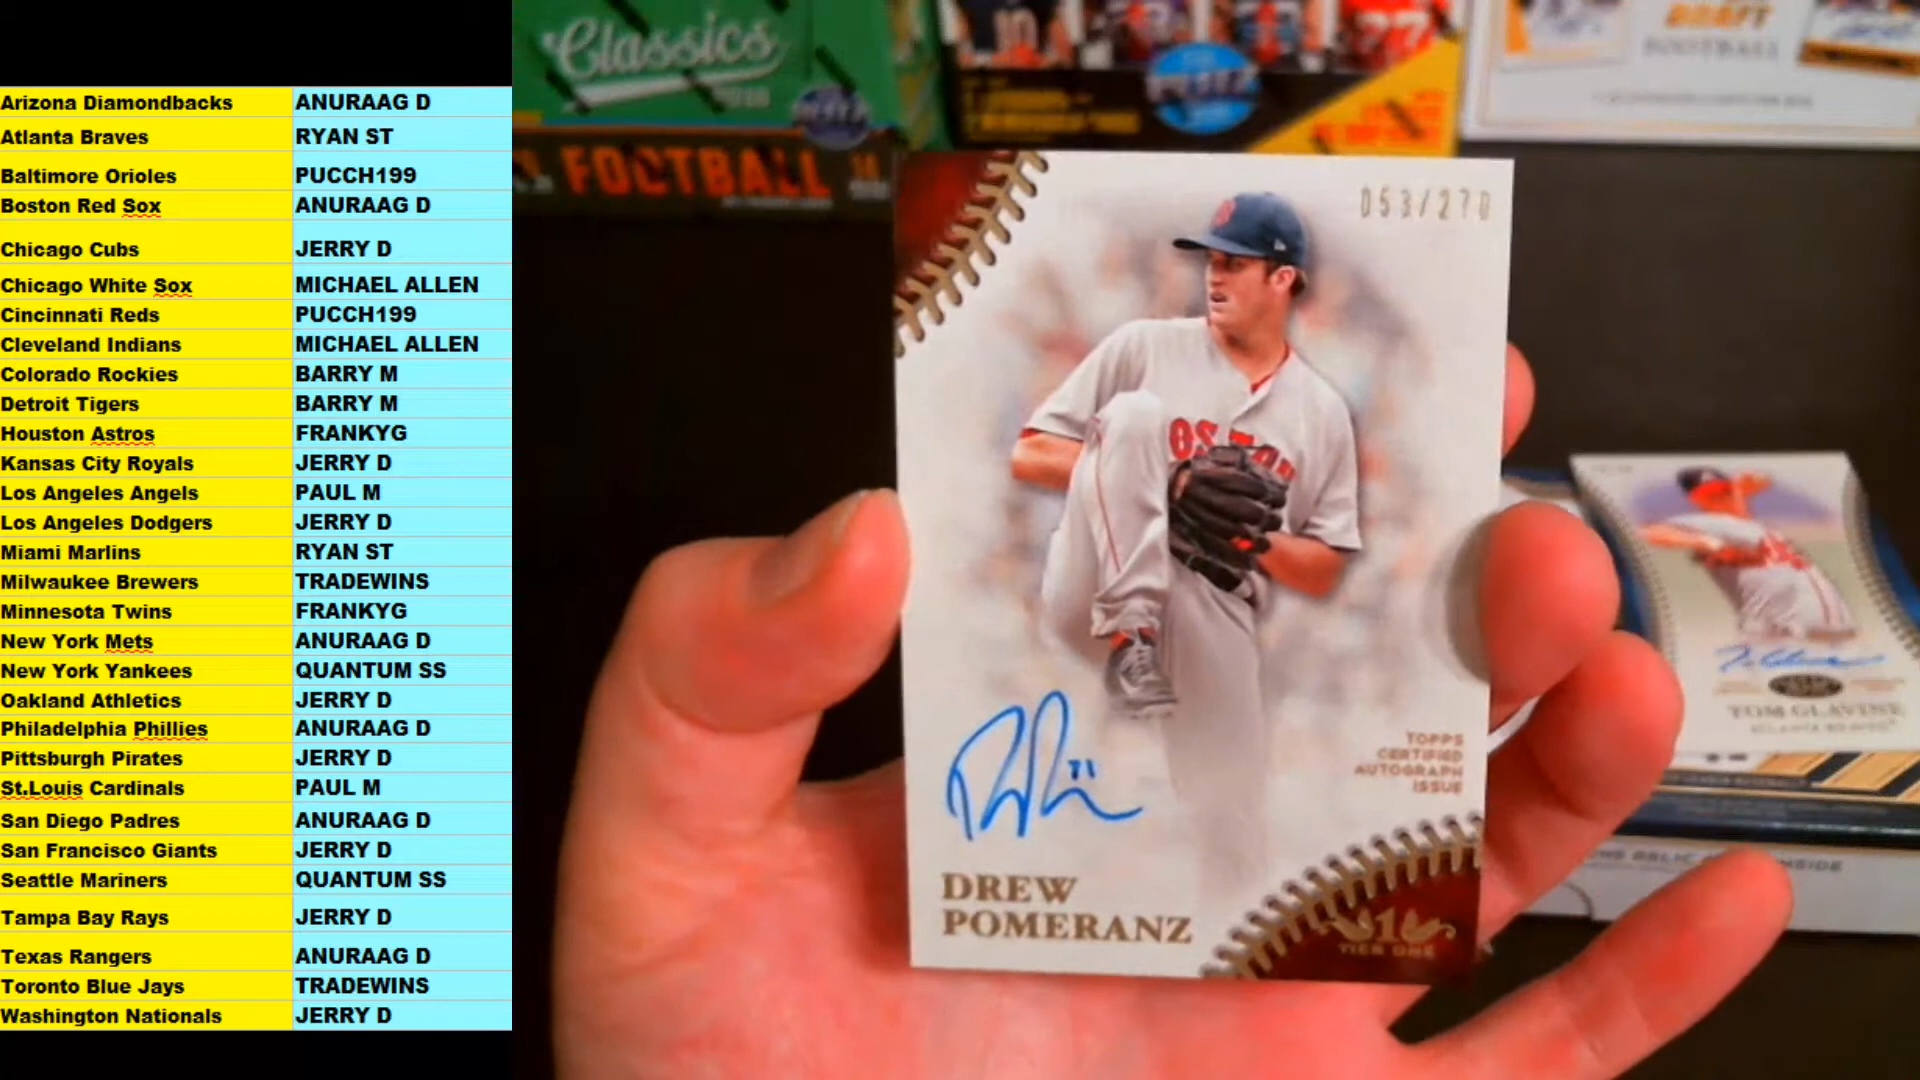 Arizona Diamondbacks ANURAAG D
Atlanta Braves RYAN ST
Baltimore Orioles PUCCH199
Boston Red Sox ANURAAG D
Chicago Cubs JERRY D
Chicago White Sox MICHAEL ALLEN
Cincinnati Reds PUCCH199
Cleveland Indians MICHAEL ALLEN
Colorado Rockies BARRY M
Detroit Tigers BARRY M
Houston Astros FRANKYG
Kansas City Royals JERRY D
Los Angeles Angels PAUL M
Los Angeles Dodgers JERRY D
Miami Marlins RYAN ST
Milwaukee Brewers TRADEWINS
Minnesota Twins FRANKYG
New York Mets ANURAAG D
New York Yankees QUANTUM SS
Oakland Athletics JERRY D
Philadelphia Phillies ANURAAG D
Pittsburgh Pirates JERRY D
St.Louis Cardinals PAUL M
San Diego Padres ANURAAG D
San Francisco Giants JERRY D
Seattle Mariners QUANTUM SS
Tampa Bay Rays JERRY D
Texas Rangers ANURAAG D
Toronto Blue Jays TRADEWINS
Washington Nationals JERRY D
Classics
FOOTBALL
DRAFT
FOOTBALL
053/270
BOSTON
71
TOPPS
CERTIFIED
AUTOGRAPH
ISSUE
DREW
POMERANZ
1
TIER ONE
TOM GLAVINE